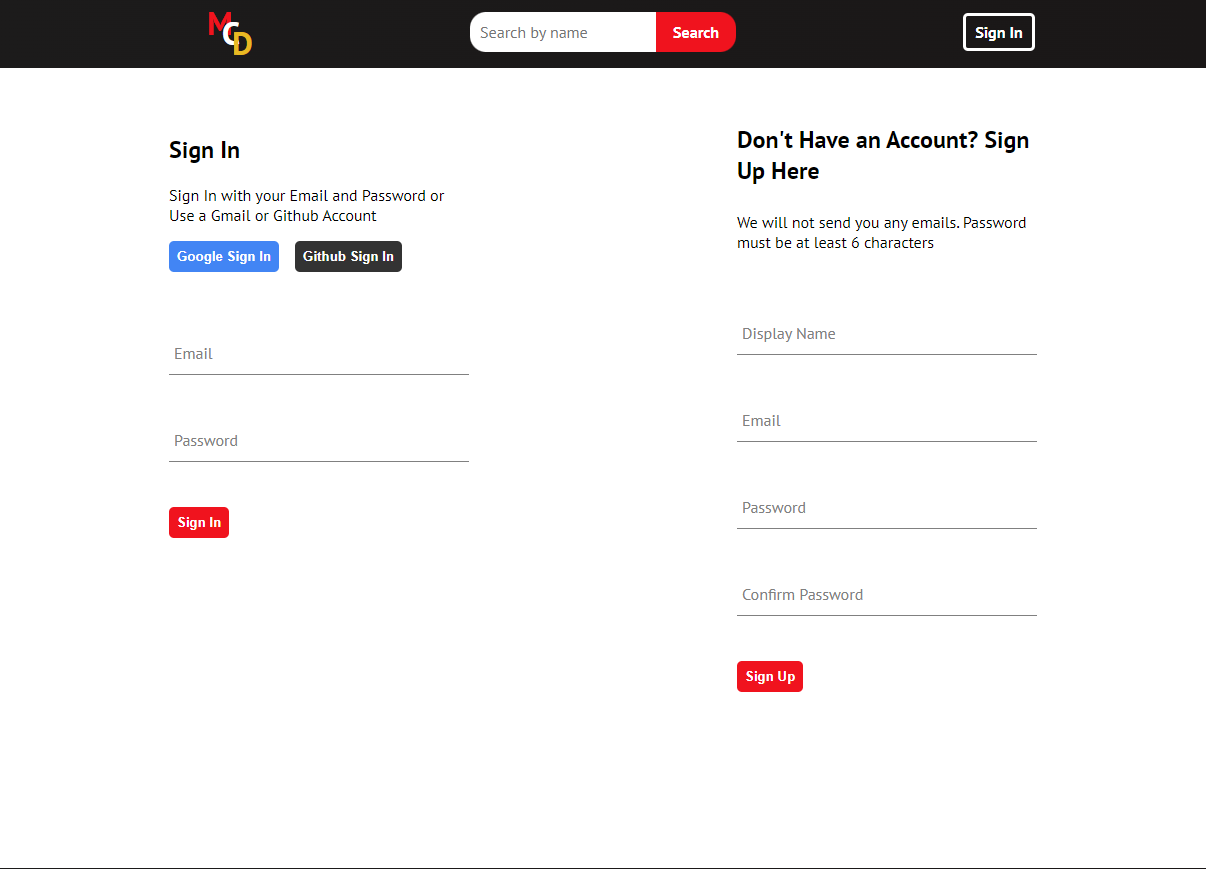 MCD
Search by name
Search
Sign In
Sign In
Sign In with your Email and Password or
Use a Gmail or Github Account
Google Sign In
Github Sign In
Email
Password
Sign In
Don't Have an Account? Sign
Up Here
We will not send you any emails. Password
must be at least 6 characters
Display Name
Email
Password
Confirm Password
Sign Up